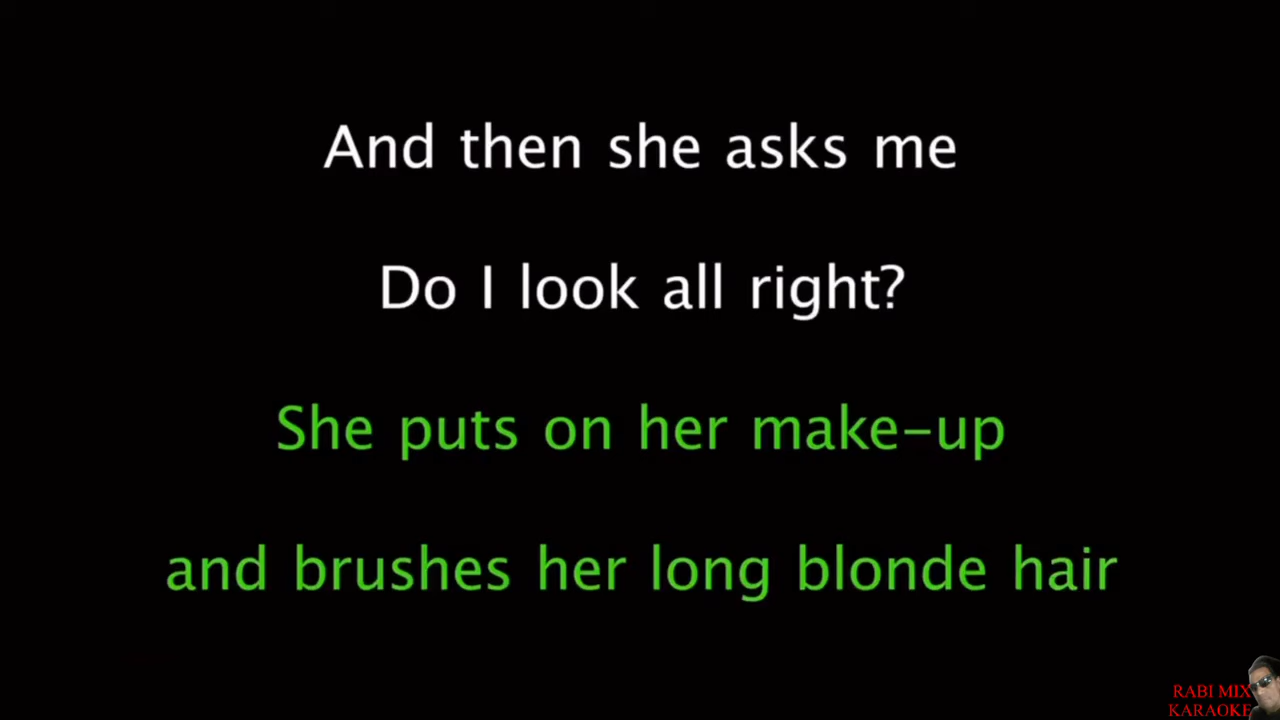 And then she asks me
Do I look all right?
She puts on her make-up
and brushes her long blonde hair
RABI MIX
KARAOKE